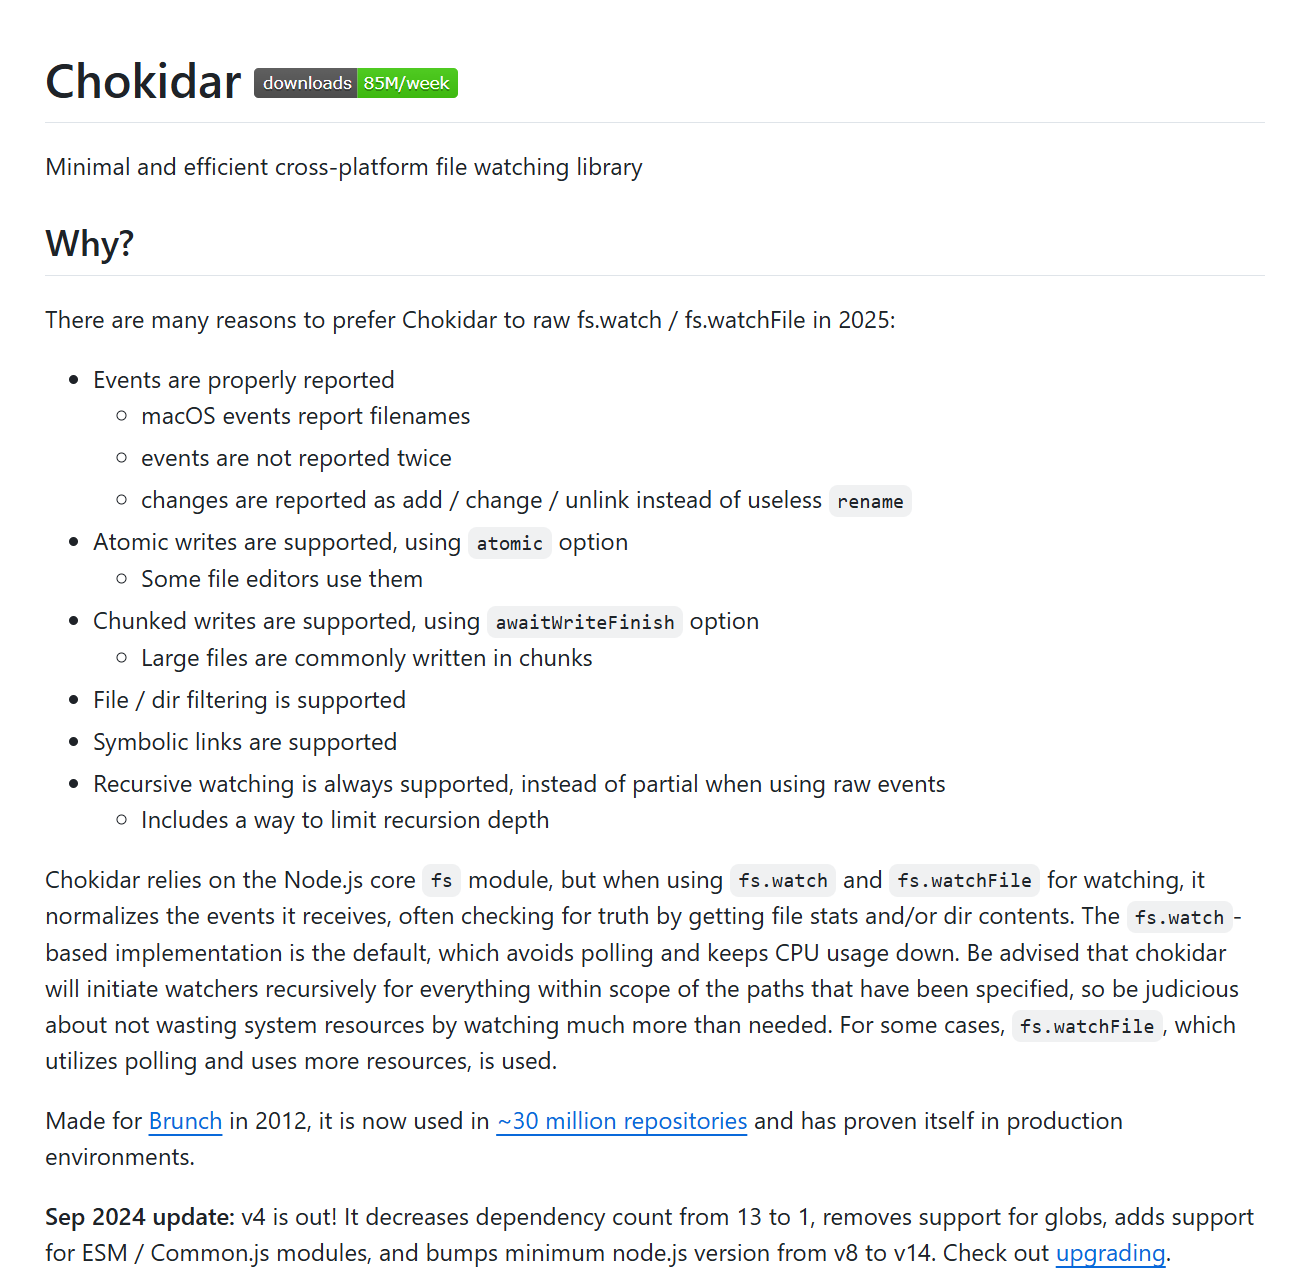 Chokidar downloads 85M/week
Minimal and efficient cross-platform file watching library
Why?
There are many reasons to prefer Chokidar to raw fs.watch / fs.watchFile in 2025:
Events are properly reported
macOS events report filenames
events are not reported twice
changes are reported as add / change / unlink instead of useless rename
Atomic writes are supported, using atomic option
Some file editors use them
Chunked writes are supported, using awaitWriteFinish option
Large files are commonly written in chunks
File / dir filtering is supported
Symbolic links are supported
Recursive watching is always supported, instead of partial when using raw events
Includes a way to limit recursion depth
Chokidar relies on the Node.js core fs module, but when using fs.watch and fs.watchFile for watching, it
normalizes the events it receives, often checking for truth by getting file stats and/or dir contents. The fs.watch-
based implementation is the default, which avoids polling and keeps CPU usage down. Be advised that chokidar
will initiate watchers recursively for everything within scope of the paths that have been specified, so be judicious
about not wasting system resources by watching much more than needed. For some cases, fs.watchFile, which
utilizes polling and uses more resources, is used.
Made for Brunch in 2012, it is now used in ~30 million repositories and has proven itself in production
environments.
Sep 2024 update: v4 is out! It decreases dependency count from 13 to 1, removes support for globs, adds support
for ESM / Common.js modules, and bumps minimum node.js version from v8 to v14. Check out upgrading.